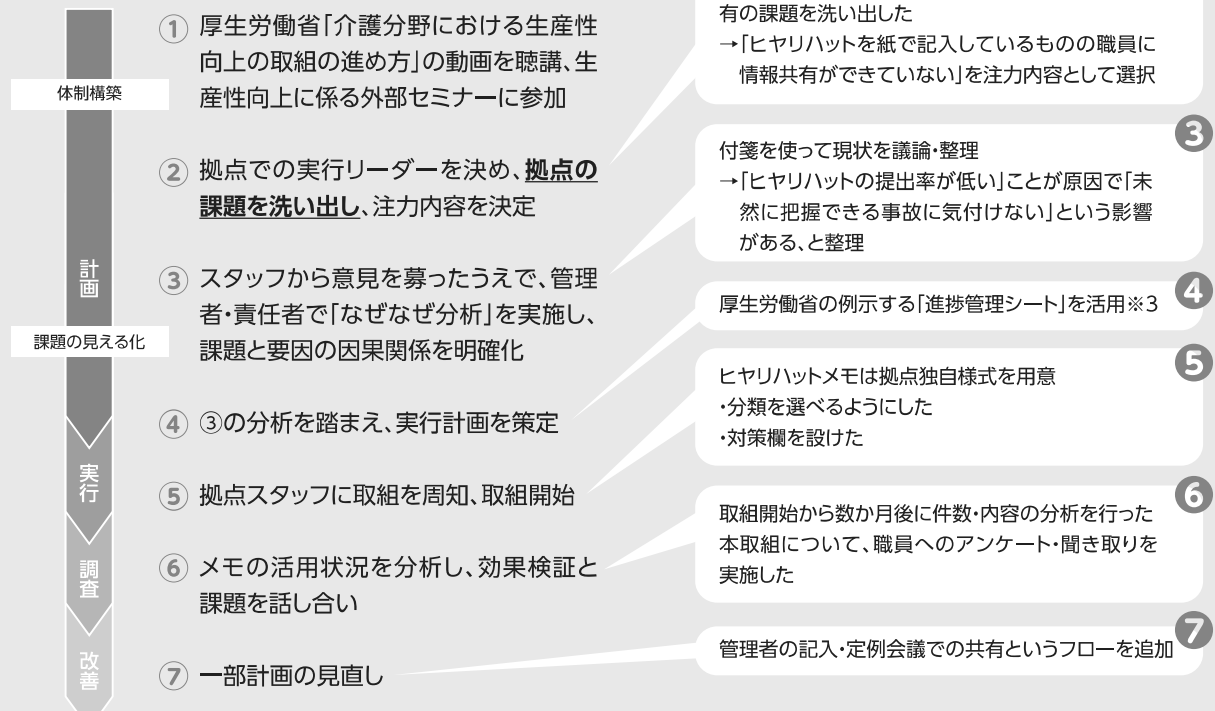 体制構築
計画
課題の見える化
実行
調査
改善
① 厚生労働省「介護分野における生産性
向上の取組の進め方」の動画を聴講、生
産性向上に係る外部セミナーに参加
② 拠点での実行リーダーを決め、拠点の
課題を洗い出し、注力内容を決定
③ スタッフから意見を募ったうえで、管理
者・責任者で「なぜなぜ分析」を実施し、
課題と要因の因果関係を明確化
④ ③の分析を踏まえ、実行計画を策定
⑤ 拠点スタッフに取組を周知、取組開始
⑥ メモの活用状況を分析し、効果検証と
課題を話し合い
⑦ 一部計画の見直し
有の課題を洗い出した
→「ヒヤリハットを紙で記入しているものの職員に
情報共有ができていない」を注力内容として選択
3
付箋を使って現状を議論・整理
→「ヒヤリハットの提出率が低い」ことが原因で「未
然に把握できる事故に気付けない」という影響
がある、と整理
4
厚生労働省の例示する「進捗管理シート」を活用※3
5
ヒヤリハットメモは拠点独自様式を用意
・分類を選べるようにした
・対策欄を設けた
6
取組開始から数か月後に件数・内容の分析を行った
本取組について、職員へのアンケート・聞き取りを
実施した
7
管理者の記入・定例会議での共有というフローを追加